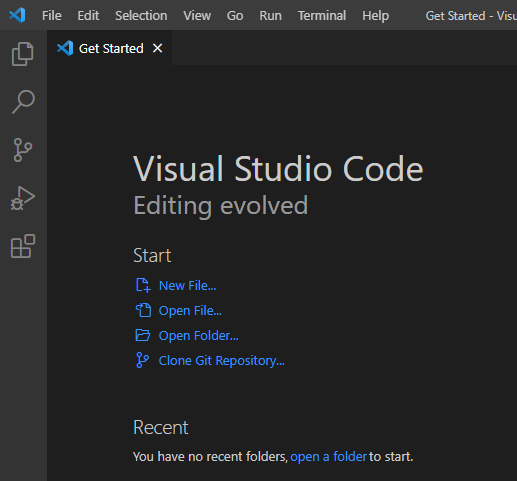 File Edit Selection View Go Run Terminal Help Get Started - Visu
Get Started
Visual Studio Code
Editing evolved
Start
New File...
Open File...
Open Folder...
Clone Git Repository...
Recent
You have no recent folders, open a folder to start.